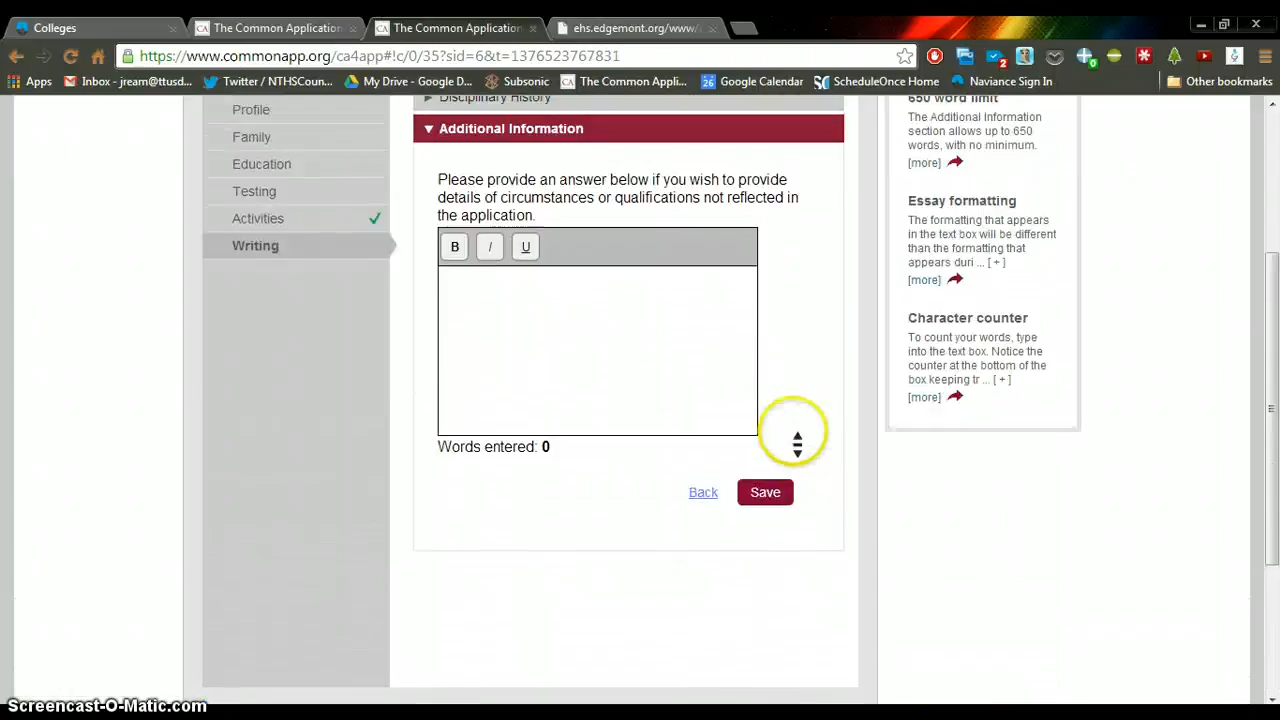 Colleges
CA The Common Application
CA The Common Application
ehs.edgemont.org/www/
https://www.commonapp.org/ca4app#!c/0/35?sid=6&t=1376523767831
Apps
Inbox - jream@ttusd...
Twitter / NTHSCoun...
My Drive - Google D...
Subsonic
CA The Common Appli...
26 Google Calendar
ScheduleOnce Home
Naviance Sign In
Other bookmarks
Profile
Family
Education
Testing
Activities
Writing
Disciplinary History
Additional Information
Please provide an answer below if you wish to provide
details of circumstances or qualifications not reflected in
the application.
B I U
Words entered: 0
Back
Save
650 word limit
The Additional Information
section allows up to 650
words, with no minimum.
[more]
Essay formatting
The formatting that appears
in the text box will be different
than the formatting that
appears duri ... [ + ]
[more]
Character counter
To count your words, type
into the text box. Notice the
counter at the bottom of the
box keeping tr ... [ + ]
[more]
Screencast-O-Matic.com